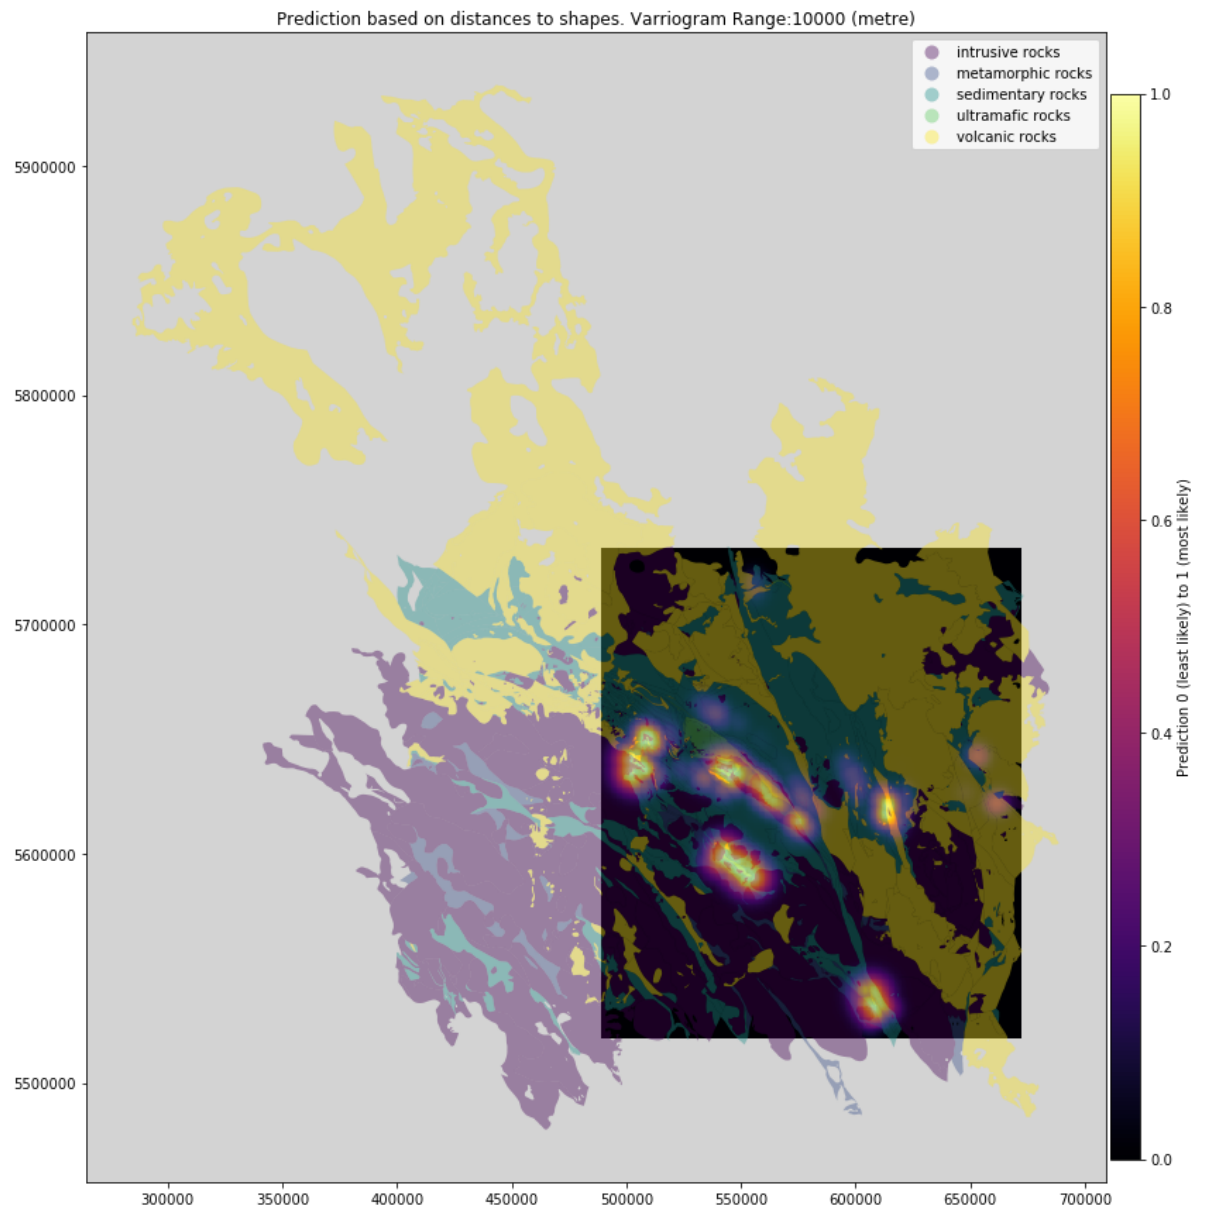 Prediction based on distances to shapes. Varriogram Range:10000 (metre)
intrusive rocks
metamorphic rocks
sedimentary rocks
ultramafic rocks
volcanic rocks
5900000
5800000
5700000
5600000
5500000
300000 350000 400000 450000 500000 550000 600000 650000 700000
1.0
0.8
0.6
0.4
0.2
0.0
Prediction 0 (least likely) to 1 (most likely)